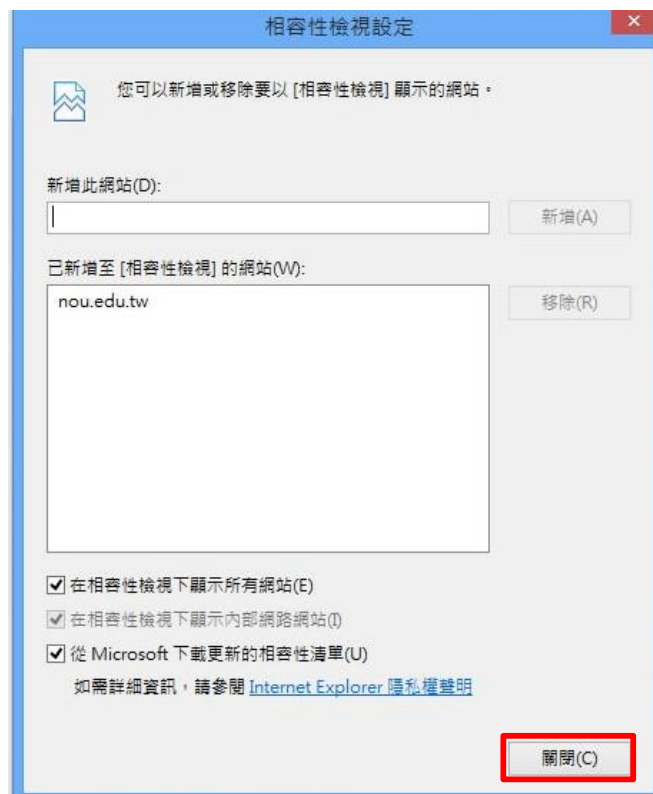 相容性檢視設定
您可以新增或移除要以 [相容性檢視] 顯示的網站。
新增此網站(D):
新增(A)
已新增至 [相容性檢視] 的網站(W):
nou.edu.tw
移除(R)
在相容性檢視下顯示所有網站(E)
在相容性檢視下顯示內部網路網站(I)
從 Microsoft 下載更新的相容性清單(U)
如需詳細資訊，請參閱 Internet Explorer 隱私權聲明
關閉(C)